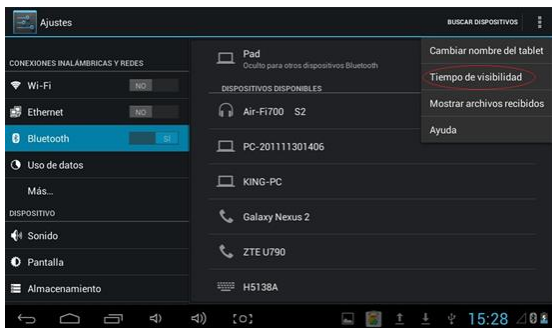 Ajustes
BUSCAR DISPOSITIVOS
CONEXIONES INALÁMBRICAS Y REDES
Wi-Fi NO
Ethernet NO
Bluetooth SÍ
Uso de datos
Más...
DISPOSITIVO
Sonido
Pantalla
Almacenamiento
Pad
Oculto para otros dispositivos Bluetooth
DISPOSITIVOS DISPONIBLES
Air-Fi700 S2
PC-201111301406
KING-PC
Galaxy Nexus 2
ZTE U790
H5138A
Cambiar nombre del tablet
Tiempo de visibilidad
Mostrar archivos recibidos
Ayuda
15:28